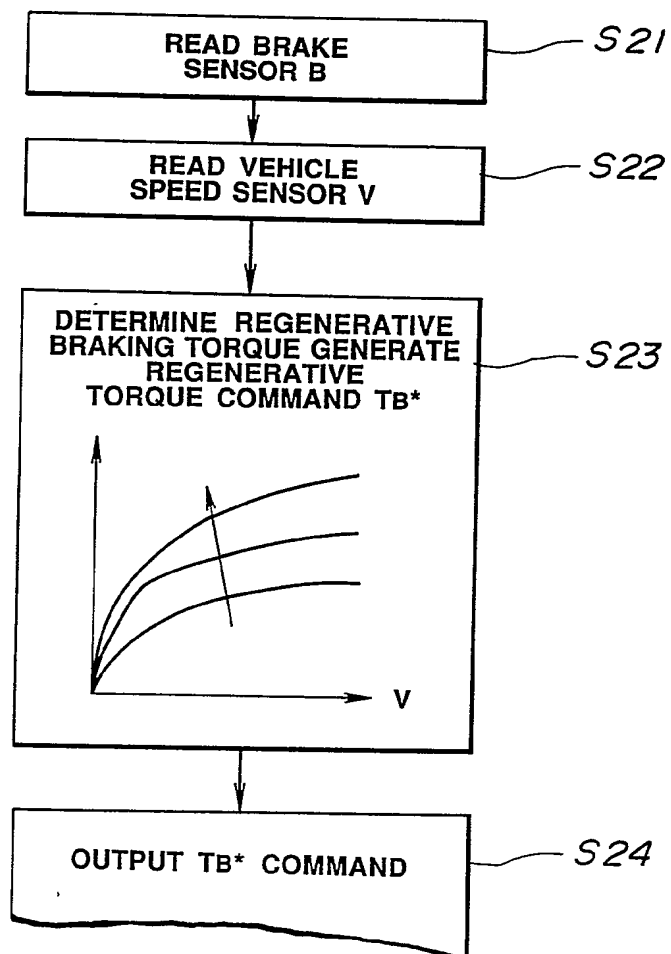 READ BRAKE
SENSOR B
S21
READ VEHICLE
SPEED SENSOR V
S22
DETERMINE REGENERATIVE
BRAKING TORQUE GENERATE
REGENERATIVE
TORQUE COMMAND TB*
S23
V
OUTPUT TB* COMMAND
S24